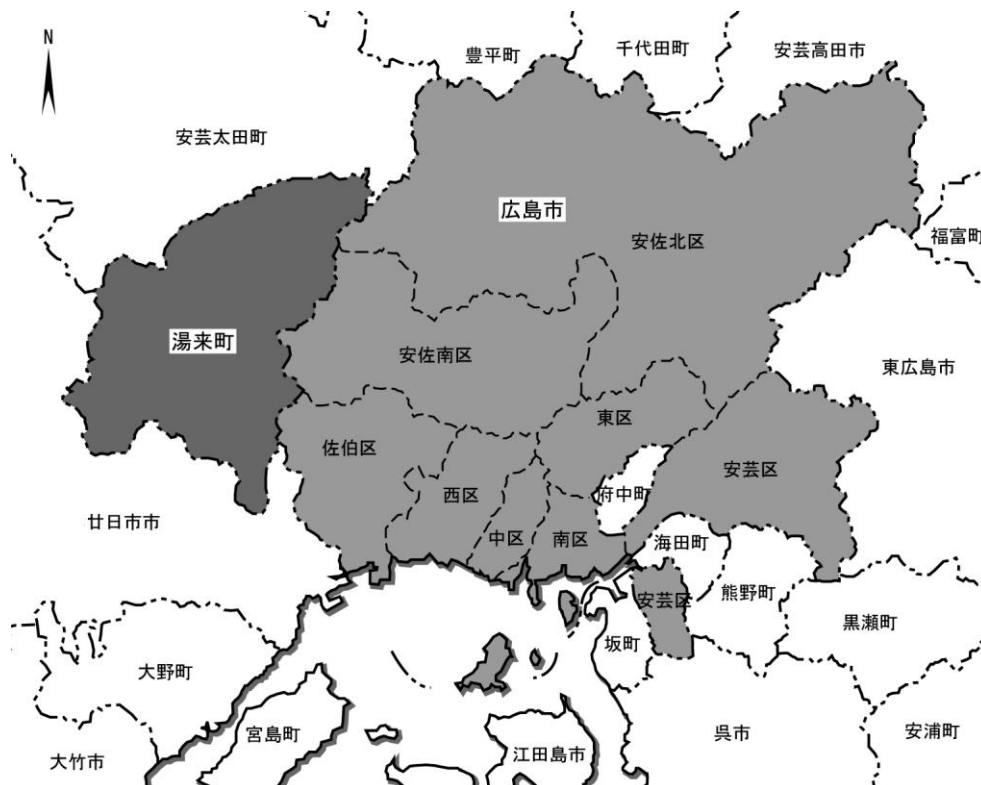 N
豊平町
千代田町
安芸高田市
安芸太田町
広島市
安佐北区
福富町
湯来町
安佐南区
東広島市
東区
佐伯区
安芸区
西区
府中町
廿日市市
中区
南区
海田町
安芸区
熊野町
黒瀬町
坂町
大野町
宮島町
呉市
安浦町
江田島市
大竹市